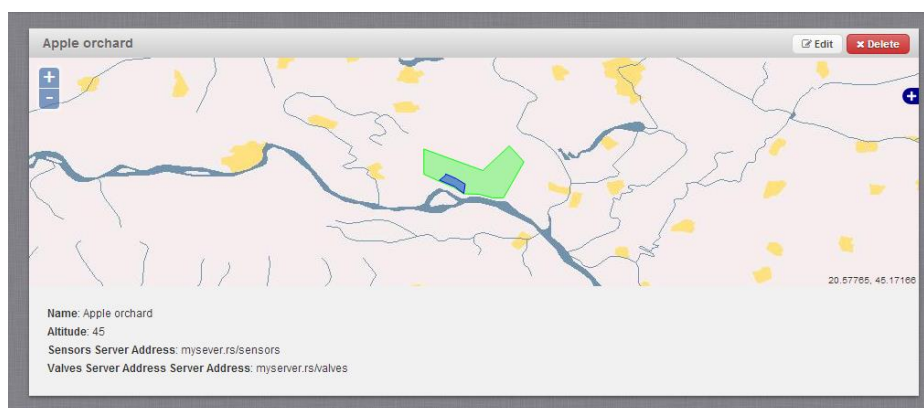 Apple orchard
Edit
Delete
+
-
+
20.57765, 45.17166
Name: Apple orchard
Altitude: 45
Sensors Server Address: mysever.rs/sensors
Valves Server Address Server Address: myserver.rs/valves